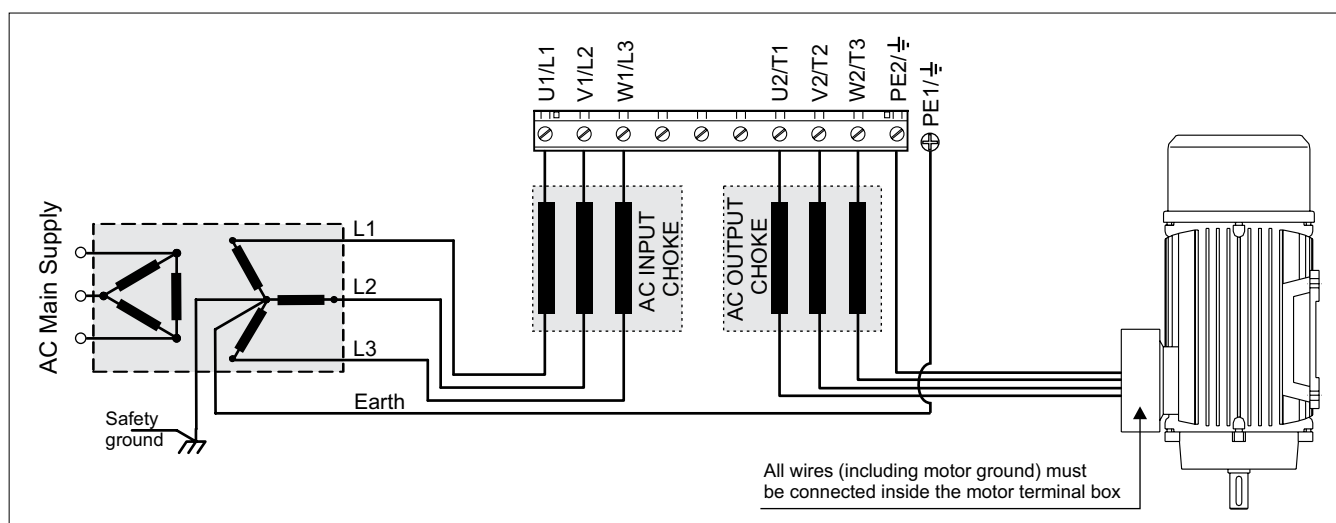 U1/L1
V1/L2
W1/L3
U2/T1
V2/T2
W2/T3
PE2/⏚
PE1/⏚
AC Main Supply
L1
L2
L3
Earth
Safety
ground
AC INPUT
CHOKE
AC OUTPUT
CHOKE
All wires (including motor ground) must
be connected inside the motor terminal box